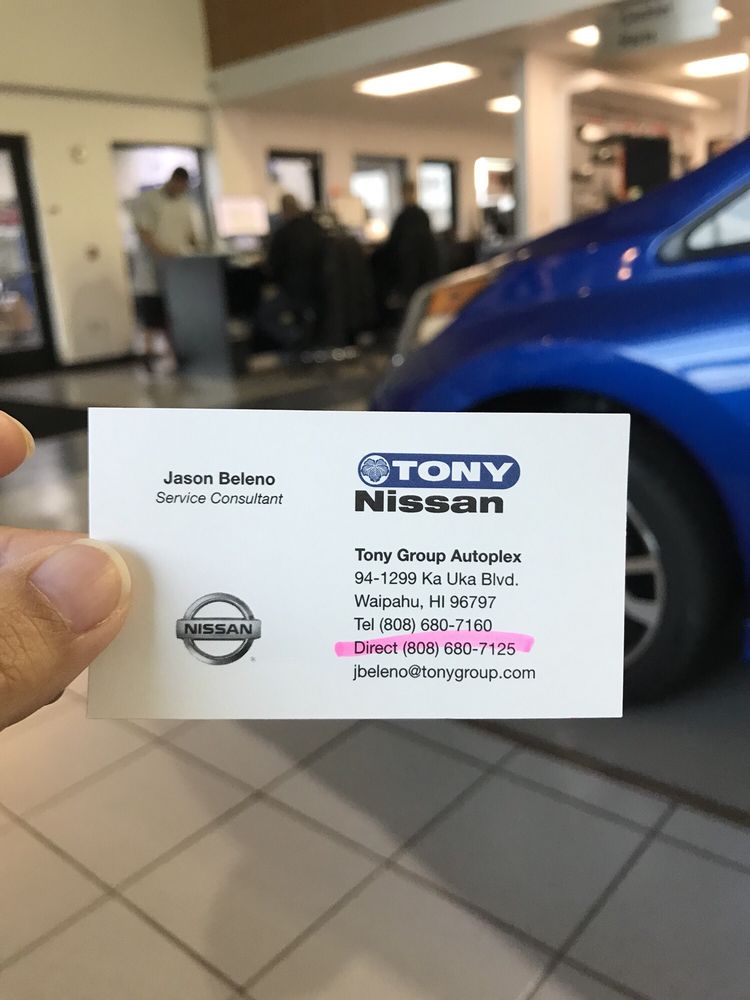 Jason Beleno
Service Consultant
NISSAN
TONY
Nissan
Tony Group Autoplex
94-1299 Ka Uka Blvd.
Waipahu, HI 96797
Tel (808) 680-7160
Direct (808) 680-7125
jbeleno@tonygroup.com